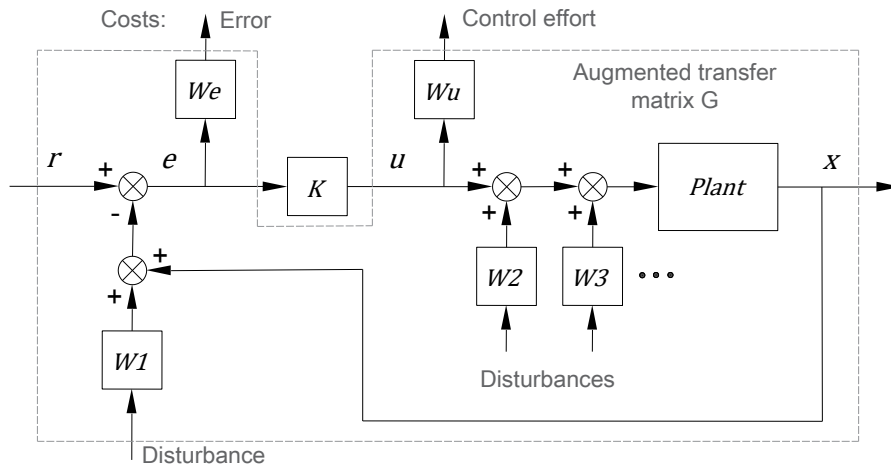 Costs: Error Control effort
We Wu Augmented transfer
matrix G
r e u x
+ + +
K Plant
-
+ +
+ W2 W3 •••
+
W1 Disturbances
Disturbance